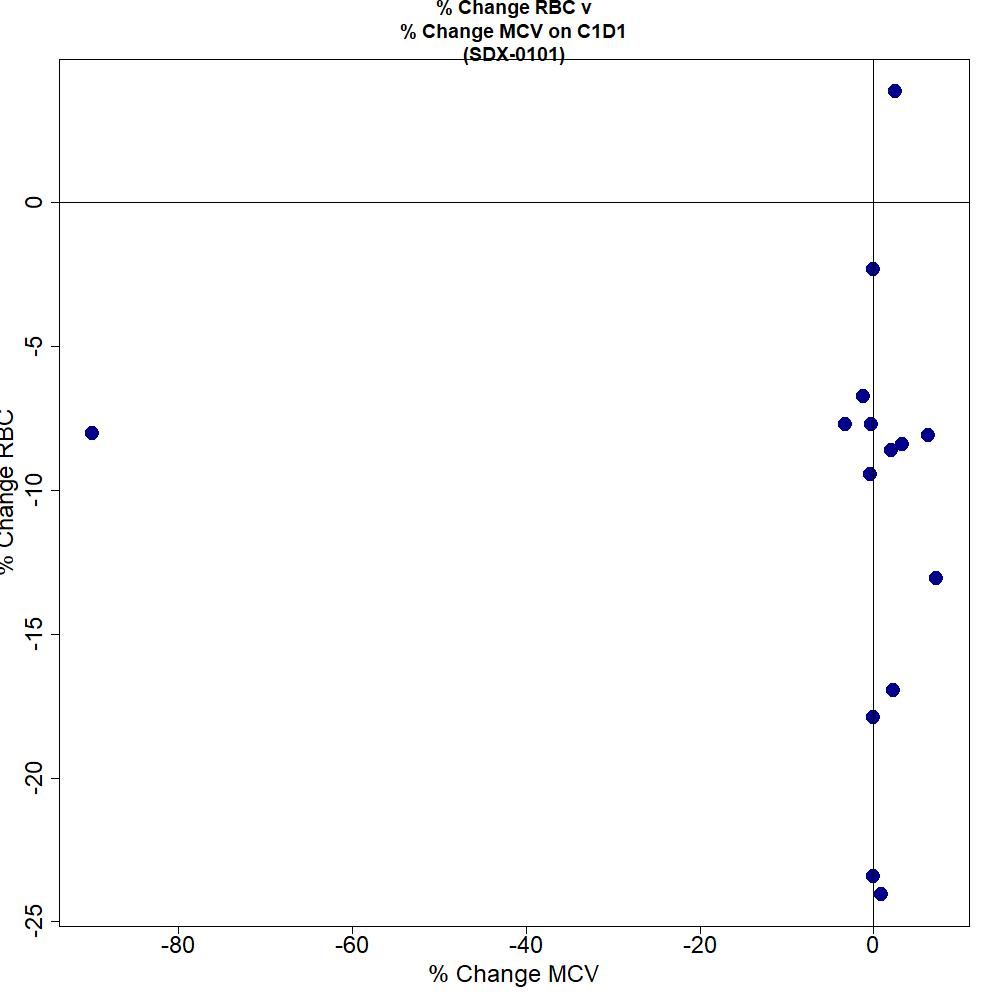 % Change RBC v
% Change MCV on C1D1
(SDX-0101)
0
-5
-10
-15
-20
-25
% Change RBC
-80
-60
-40
-20
0
% Change MCV